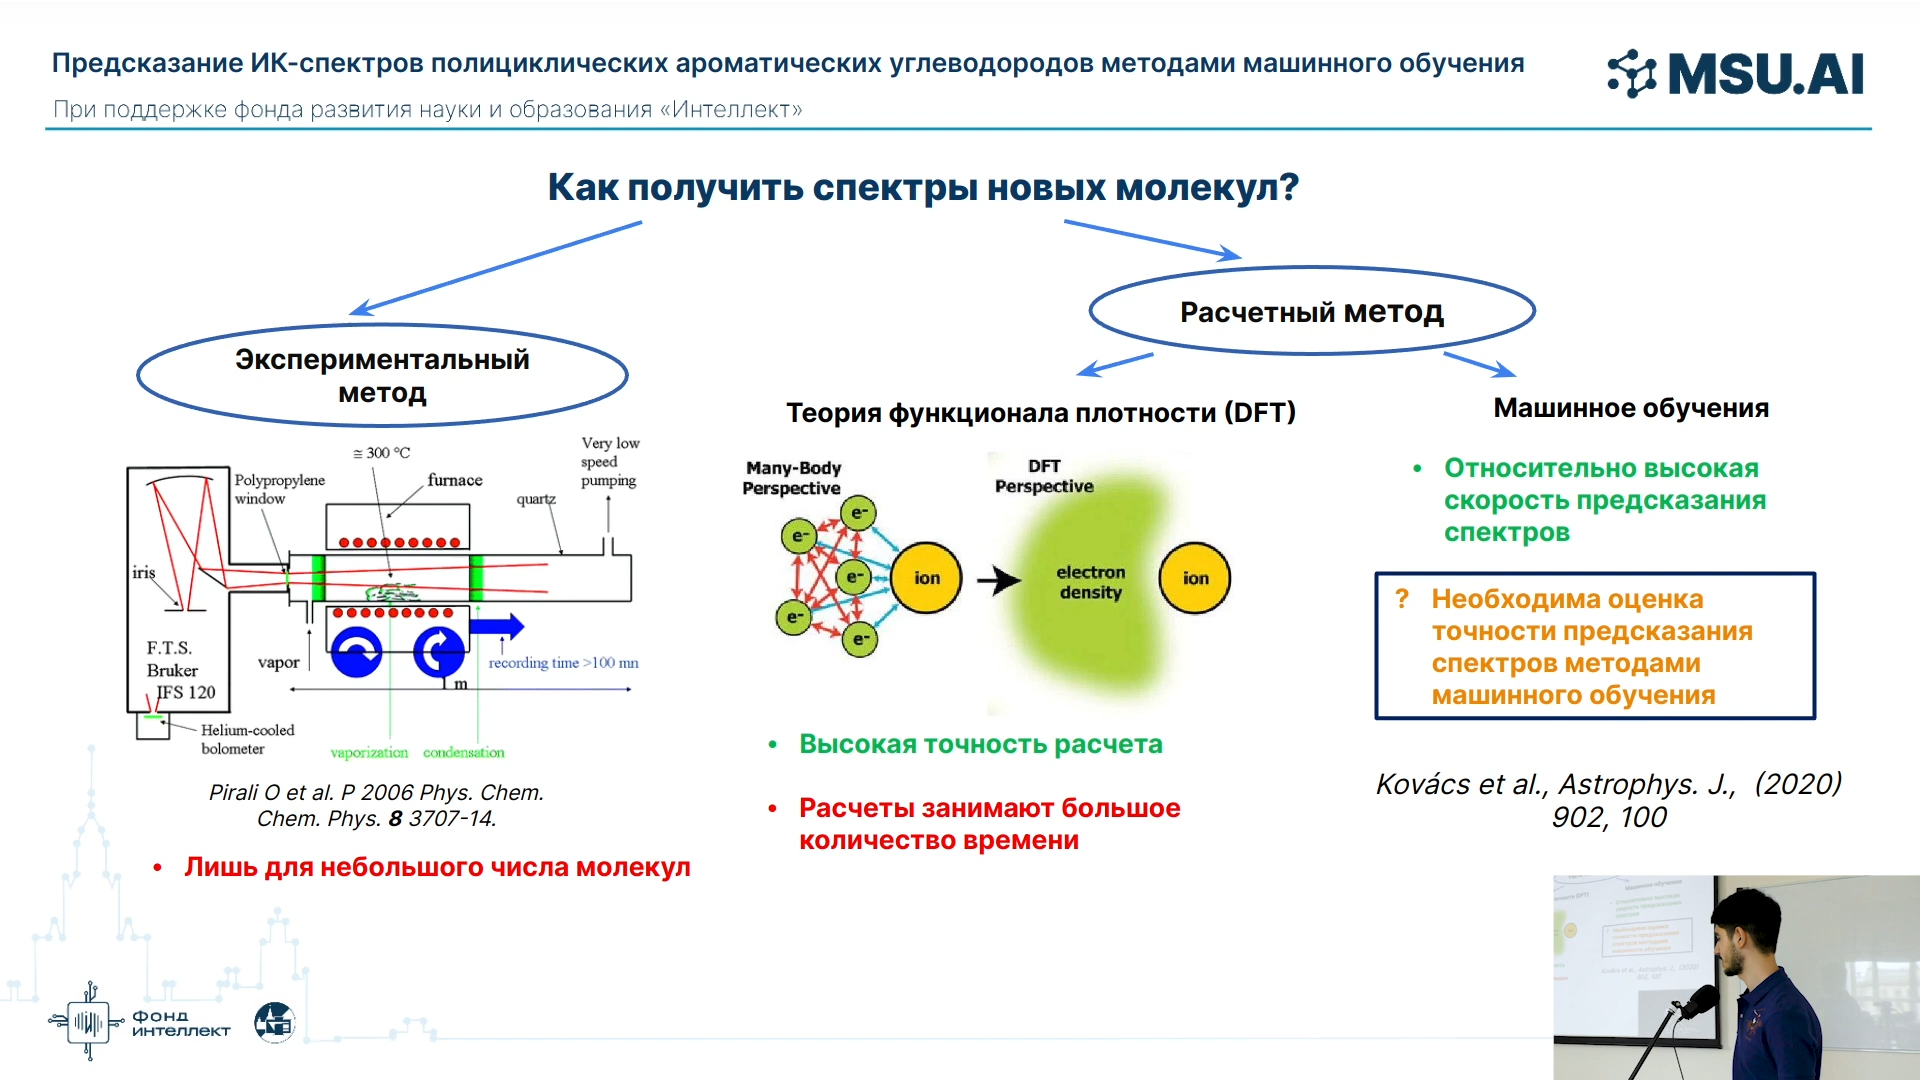 Предсказание ИК-спектров полициклических ароматических углеводородов методами машинного обучения
При поддержке фонда развития науки и образования «Интеллект»
MSU.AI
Как получить спектры новых молекул?
Экспериментальный
метод
Расчетный метод
Теория функционала плотности (DFT)
Машинное обучения
≅ 300 °C
Very low
speed
pumping
Polypropylene
window
furnace
quartz
iris
F.T.S.
Bruker
IFS 120
vapor
recording time >100 mn
1 m
Helium-cooled
bolometer
vaporization
condensation
Pirali O et al. P 2006 Phys. Chem.
Chem. Phys. 8 3707-14.
• Лишь для небольшого числа молекул
Many-Body
Perspective
e-
e-
e-
e-
e-
ion
DFT
Perspective
electron
density
ion
• Высокая точность расчета
• Расчеты занимают большое
количество времени
• Относительно высокая
скорость предсказания
спектров
? Необходима оценка
точности предсказания
спектров методами
машинного обучения
Kovács et al., Astrophys. J., (2020)
902, 100
ФОНД
ИНТЕЛЛЕКТ